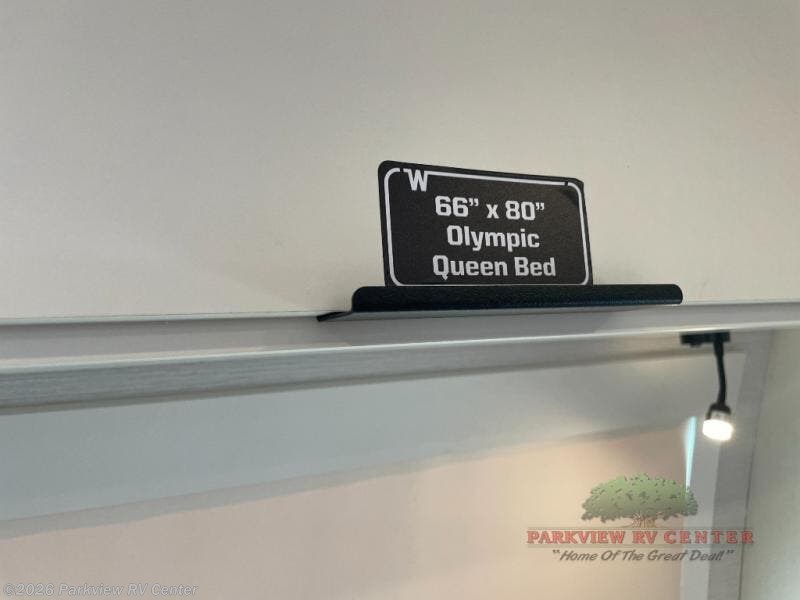 W
66” x 80”
Olympic
Queen Bed
PARKVIEW RV CENTER
"Home Of The Great Deal!"
©2026 Parkview RV Center